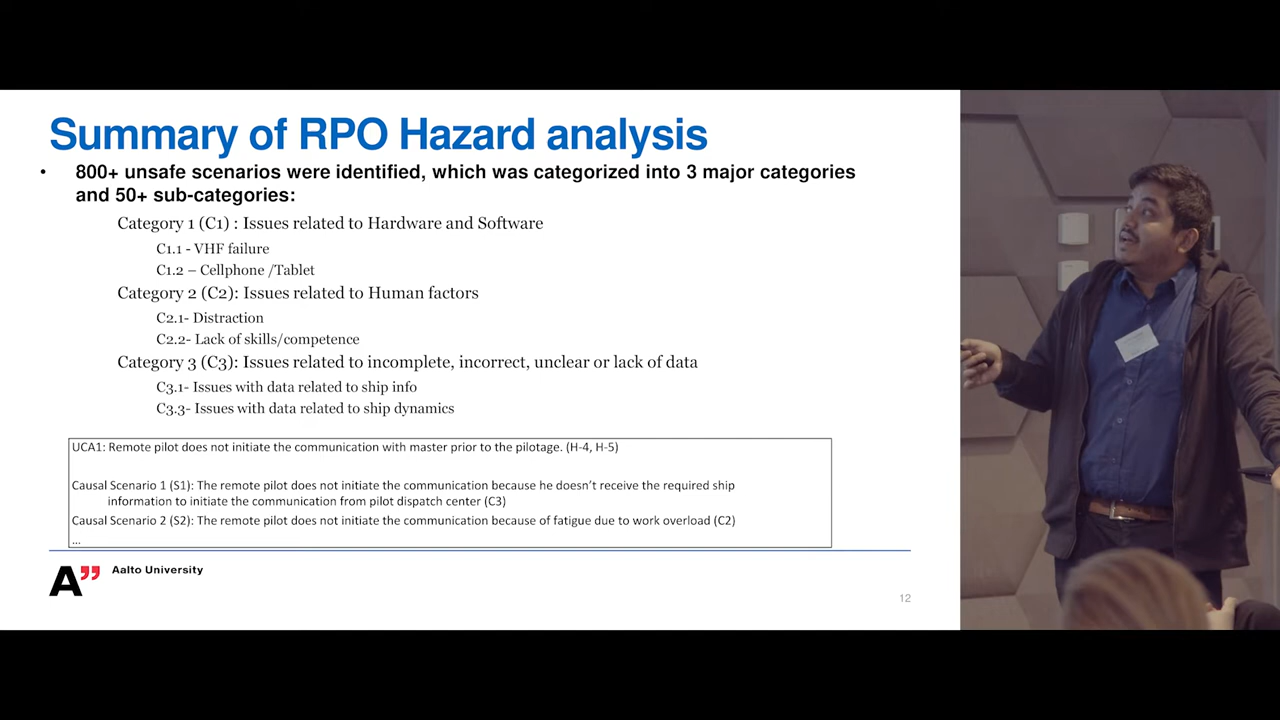 Summary of RPO Hazard analysis
• 800+ unsafe scenarios were identified, which was categorized into 3 major categories
and 50+ sub-categories:
Category 1 (C1) : Issues related to Hardware and Software
C1.1 - VHF failure
C1.2 – Cellphone /Tablet
Category 2 (C2): Issues related to Human factors
C2.1- Distraction
C2.2- Lack of skills/competence
Category 3 (C3): Issues related to incomplete, incorrect, unclear or lack of data
C3.1- Issues with data related to ship info
C3.3- Issues with data related to ship dynamics
UCA1: Remote pilot does not initiate the communication with master prior to the pilotage. (H-4, H-5)
Causal Scenario 1 (S1): The remote pilot does not initiate the communication because he doesn’t receive the required ship
information to initiate the communication from pilot dispatch center (C3)
Causal Scenario 2 (S2): The remote pilot does not initiate the communication because of fatigue due to work overload (C2)
...
A”
Aalto University
12